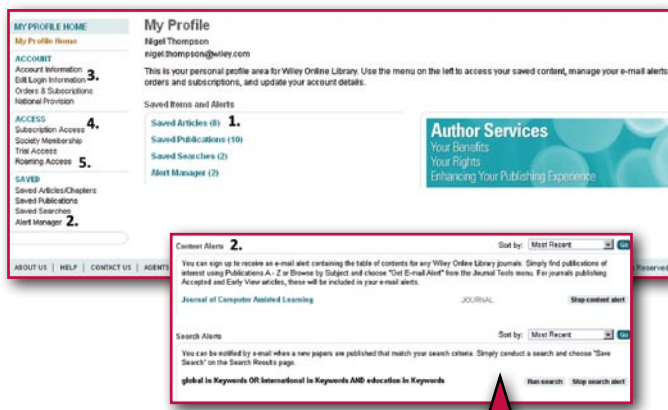 MY PROFILE HOME
My Profile Home
ACCOUNT
Account Information
Edit Login Information 3.
Orders & Subscriptions
National Provision
ACCESS
Subscription Access 4.
Society Membership
Trial Access
Roaming Access 5.
SAVED
Saved Articles/Chapters
Saved Publications
Saved Searches
Alert Manager 2.
My Profile
Nigel Thompson
nigel.thompson@wiley.com
This is your personal profile area for Wiley Online Library. Use the menu on the left to access your saved content, manage your e-mail alerts
orders and subscriptions, and update your account details.
Saved Items and Alerts
Saved Articles (8) 1.
Saved Publications (10)
Saved Searches (2)
Alert Manager (2)
Author Services
Your Benefits
Your Rights
Enhancing Your Publishing Experience
ABOUT US | HELP | CONTACT US | AGENTS
Reserved
Content Alerts 2.
Sort by: Most Recent Go
You can sign up to receive an e-mail alert containing the table of contents for any Wiley Online Library journals. Simply find publications of
interest using Publications A - Z or Browse by Subject and choose "Get E-mail Alert" from the Journal Tools menu. For journals publishing
Accepted and Early View articles, these will be included in your e-mail alerts.
Journal of Computer Assisted Learning JOURNAL Stop content alert
Search Alerts
Sort by: Most Recent Go
You can be notified by e-mail when a new papers are published that match your search criteria. Simply conduct a search and choose "Save
Search" on the Search Results page.
global in Keywords OR international in Keywords AND education in Keywords Run search Stop search alert